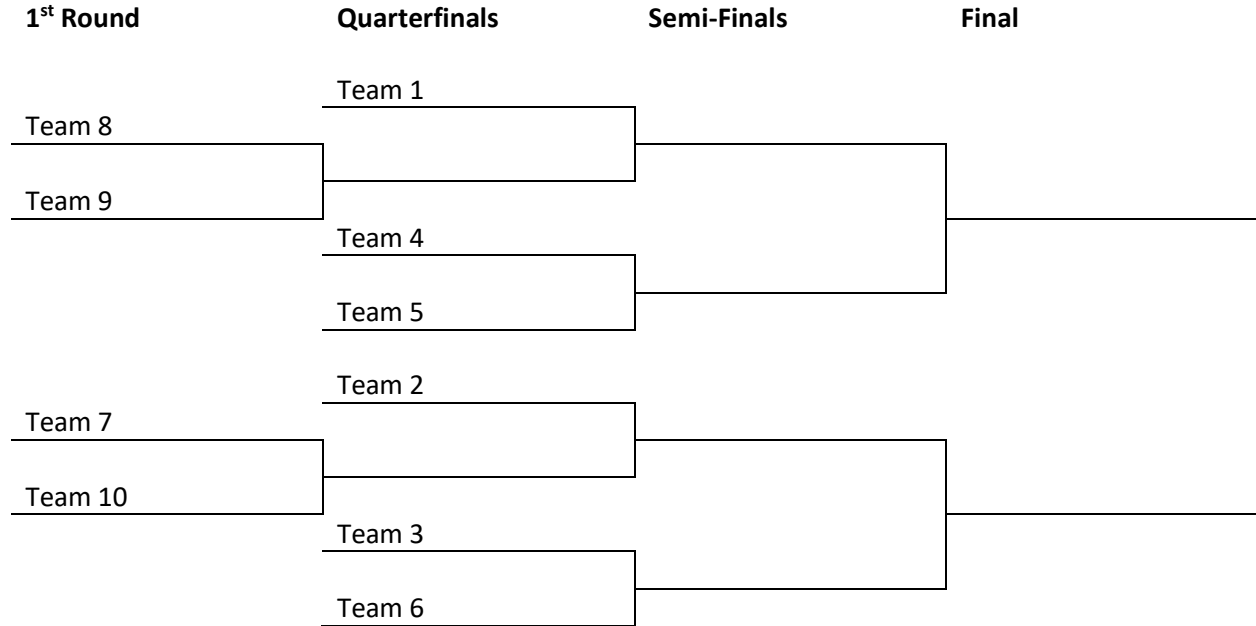 1st Round Quarterfinals Semi-Finals Final
Team 1
Team 8
Team 9
Team 4
Team 5
Team 2
Team 7
Team 10
Team 3
Team 6